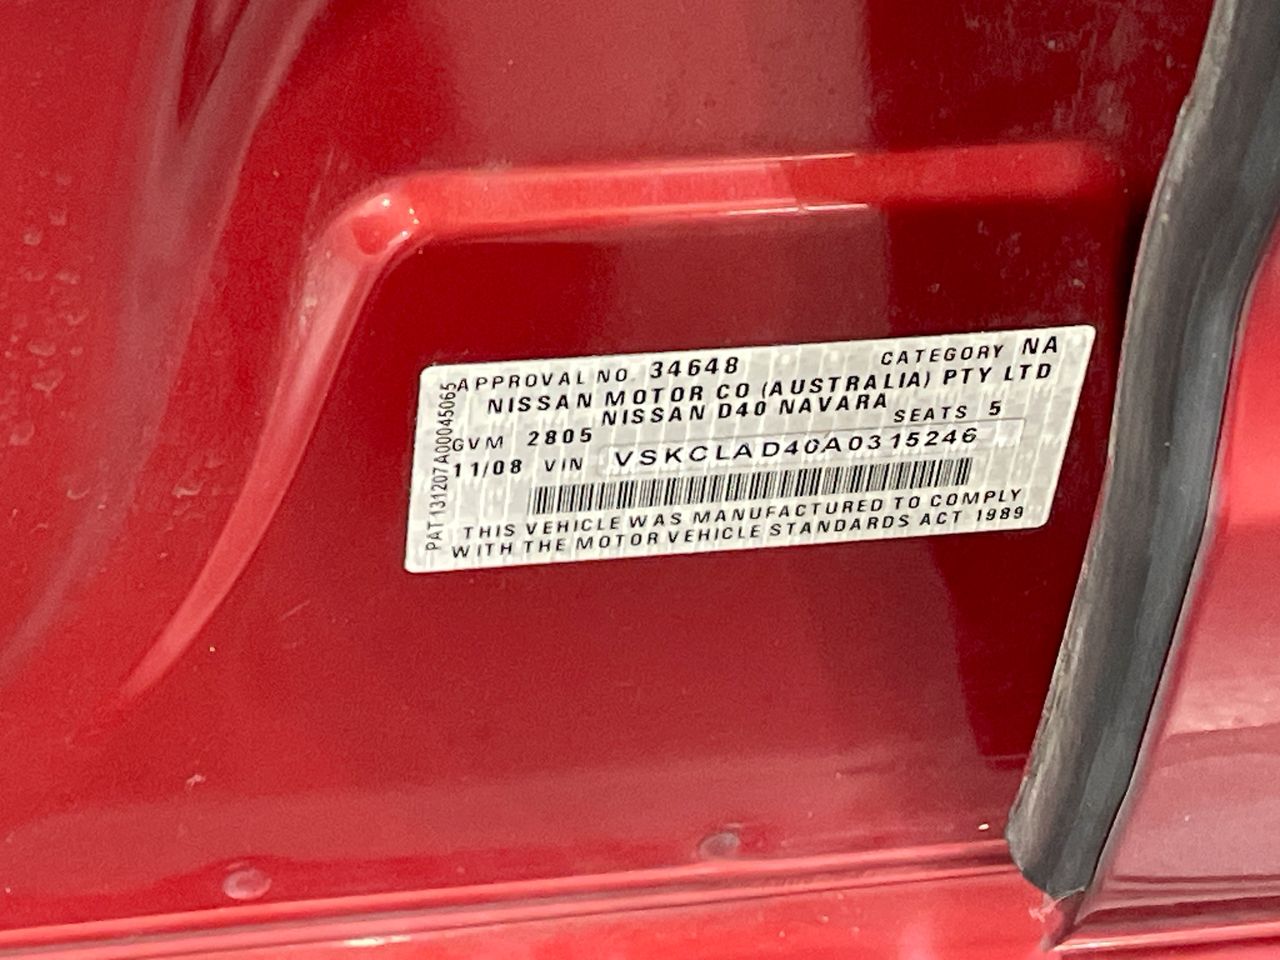 APPROVAL NO 34648 CATEGORY NA
NISSAN MOTOR CO (AUSTRALIA) PTY LTD
NISSAN D40 NAVARA
GVM 2805 SEATS 5
11/08 VIN VSKCLAD40A0315246
THIS VEHICLE WAS MANUFACTURED TO COMPLY
WITH THE MOTOR VEHICLE STANDARDS ACT 1989
PAT 131207A00045065